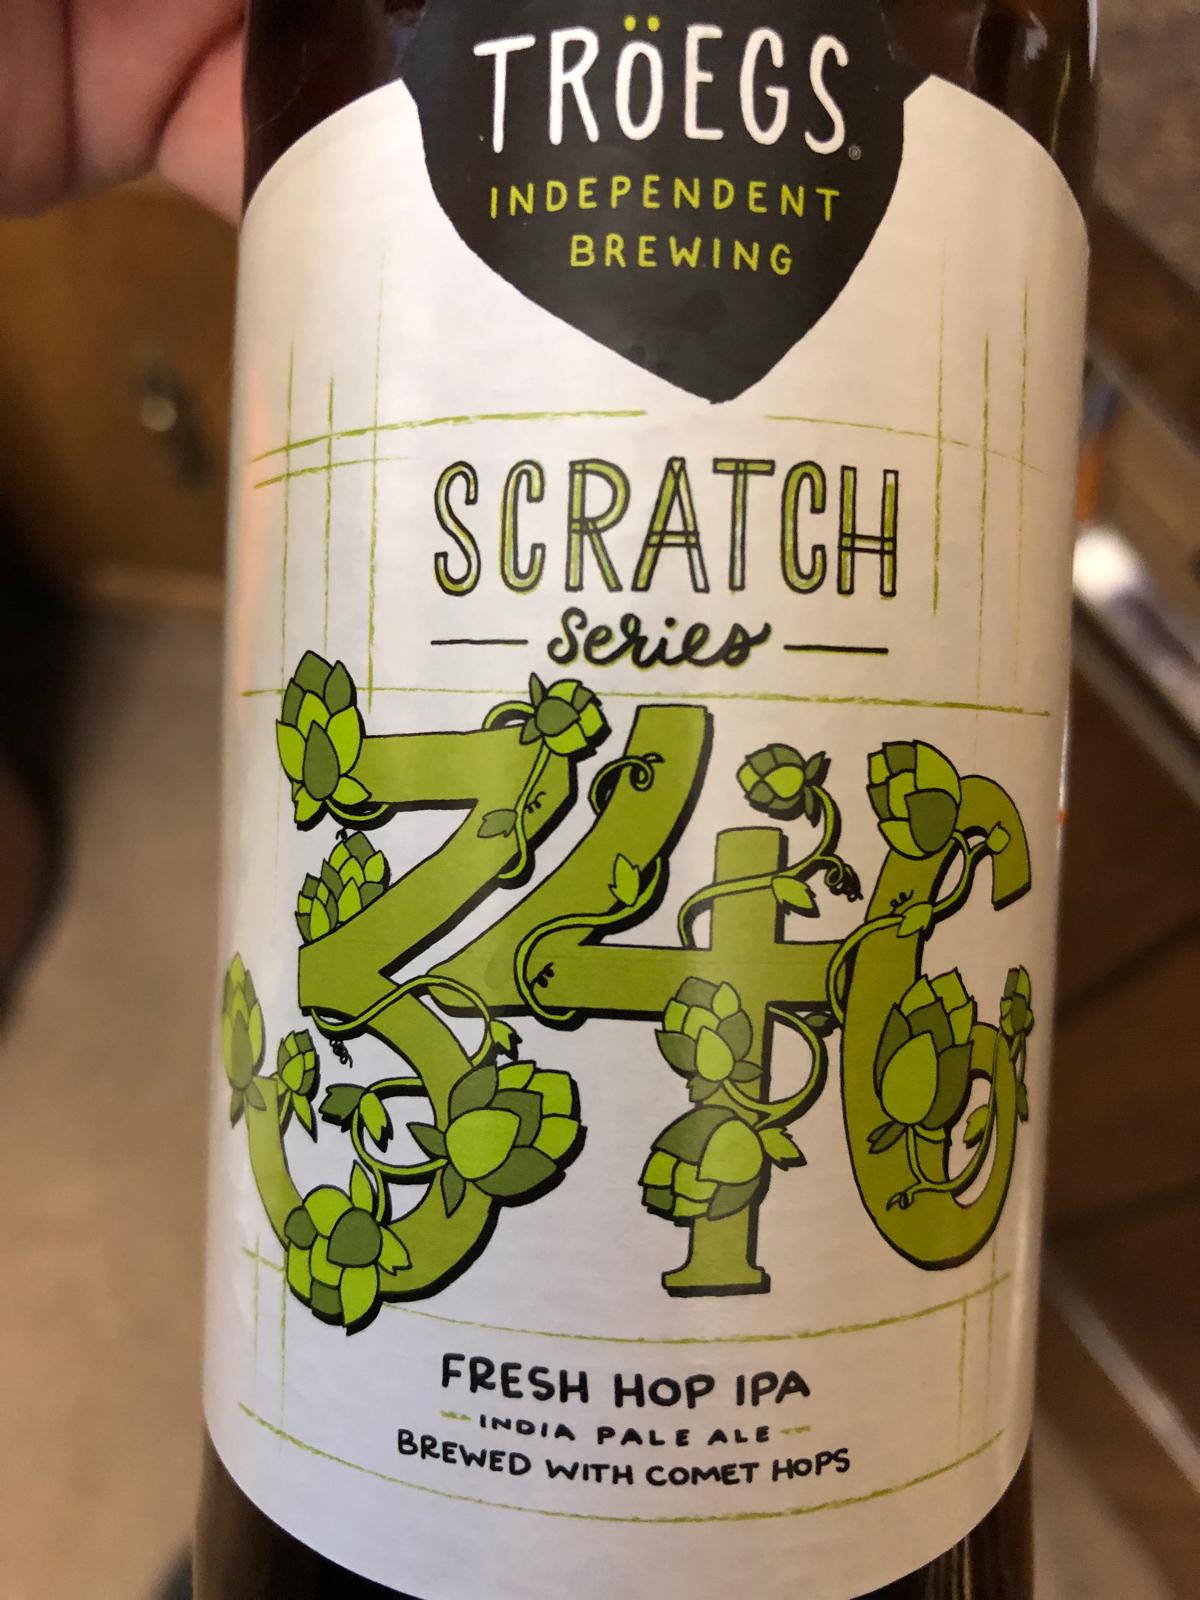 TRÖEGS®
INDEPENDENT
BREWING
SCRATCH
Series
346
FRESH HOP IPA
INDIA PALE ALE
BREWED WITH COMET HOPS